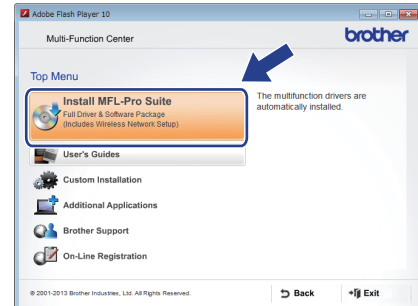 Adobe Flash Player 10
Multi-Function Center
brother
Top Menu
Install MFL-Pro Suite
Full Driver & Software Package
(Includes Wireless Network Setup)
The multifunction drivers are
automatically installed.
User's Guides
Custom Installation
Additional Applications
Brother Support
On-Line Registration
© 2001-2013 Brother Industries, Ltd. All Rights Reserved.
Back
Exit